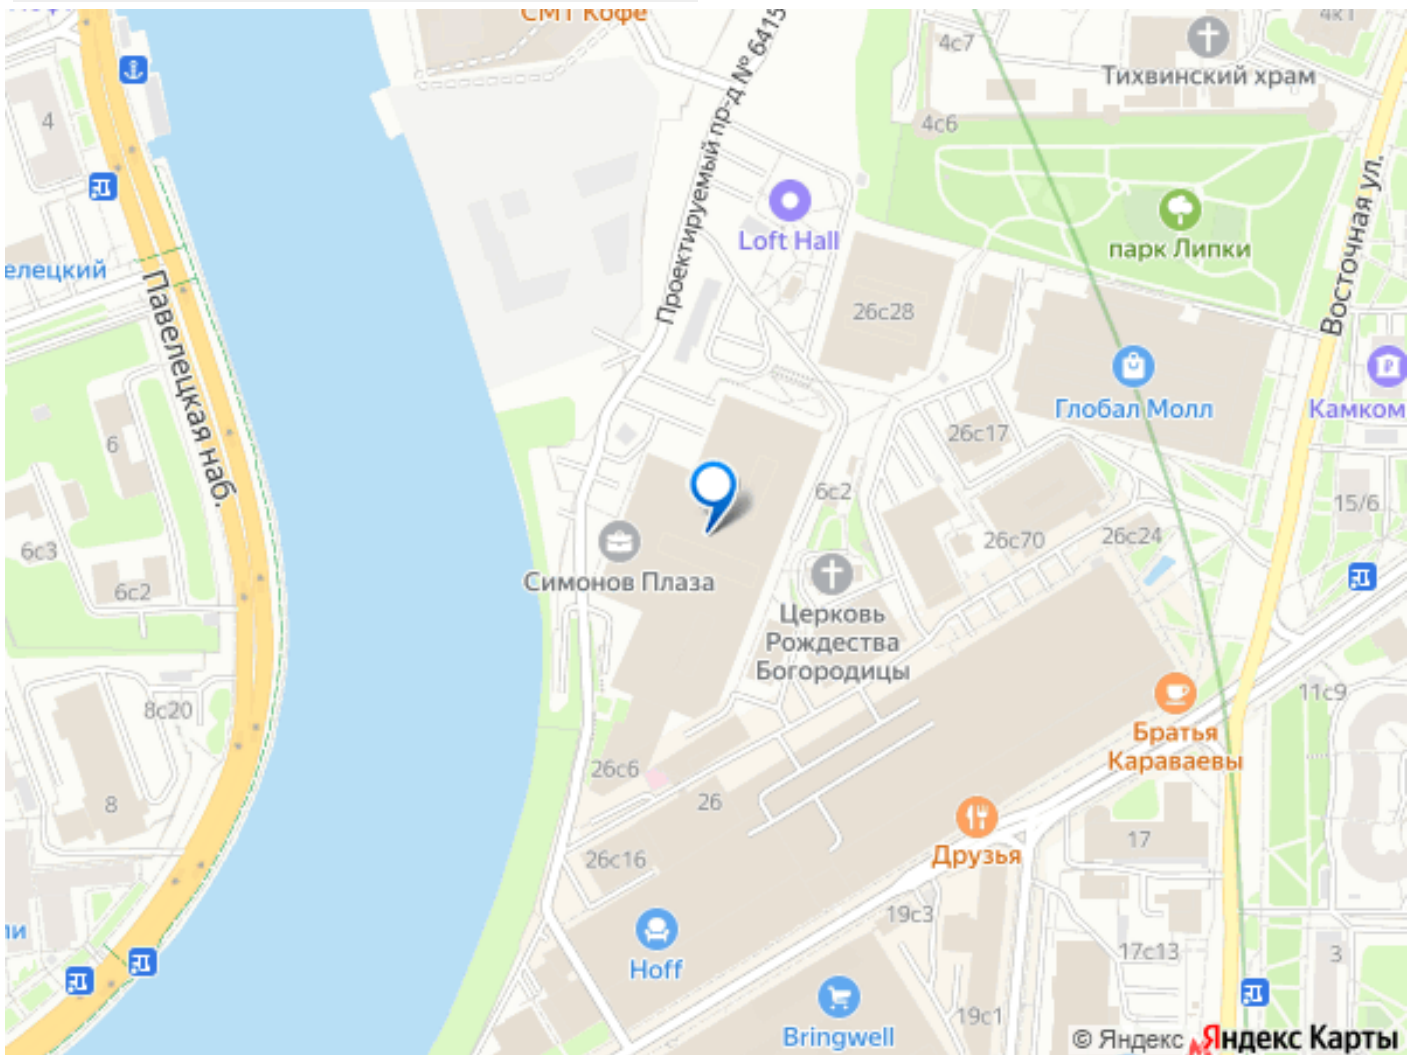 СМТ Кофе
4к1
4с7
Тихвинский храм
4
4с6
Проектируемый пр-д № 6415
Восточная ул.
Loft Hall
парк Липки
елецкий
Павелецкая наб.
26с28
Глобал Молл
Камком
26с17
6
6с2
15/6
6с3
26с70
26с24
Симонов Плаза
6с2
Церковь
Рождества
Богородицы
11с9
8с20
Братья
Караваевы
26с6
8
26
17
26с16
Друзья
19с3
ли
17с13
3
Hoff
19с1
Bringwell
© Яндекс
Яндекс Карты